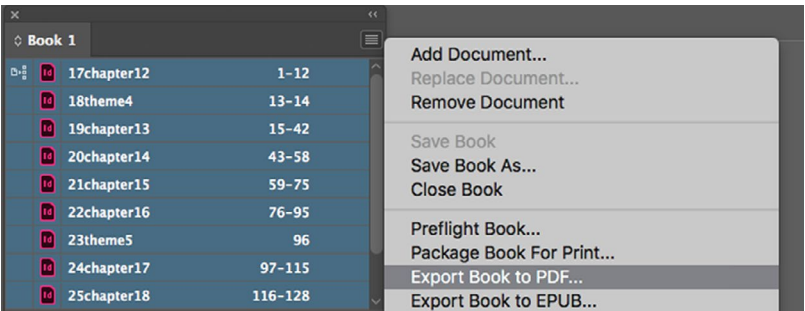 Book 1
17chapter12 1-12
18theme4 13-14
19chapter13 15-42
20chapter14 43-58
21chapter15 59-75
22chapter16 76-95
23theme5 96
24chapter17 97-115
25chapter18 116-128
Add Document...
Replace Document...
Remove Document
Save Book
Save Book As...
Close Book
Preflight Book...
Package Book For Print...
Export Book to PDF...
Export Book to EPUB...